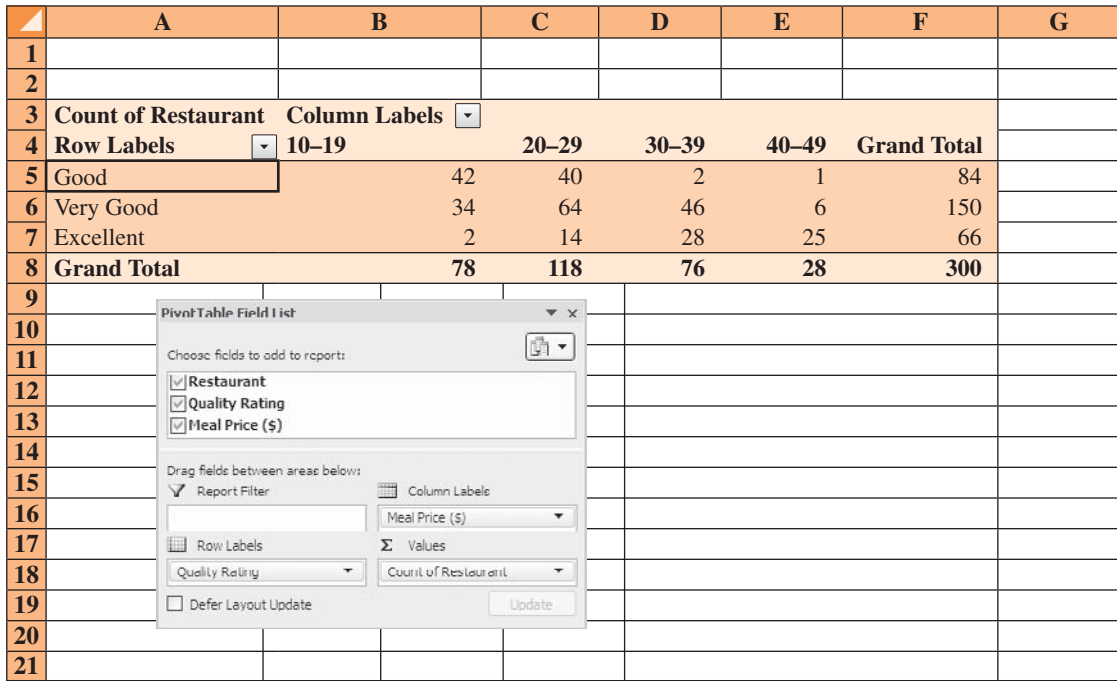 A B C D E F G
1
2
3 Count of Restaurant Column Labels
4 Row Labels 10–19 20–29 30–39 40–49 Grand Total
5 Good 42 40 2 1 84
6 Very Good 34 64 46 6 150
7 Excellent 2 14 28 25 66
8 Grand Total 78 118 76 28 300
9
PivotTable Field List
10
Choose fields to add to report:
11
12 Restaurant
Quality Rating
13 Meal Price ($)
14
Drag fields between areas below:
15
Report Filter Column Labels
16 Meal Price ($)
17 Row Labels Σ Values
18 Quality Rating Count of Restaurant
19 Defer Layout Update Update
20
21